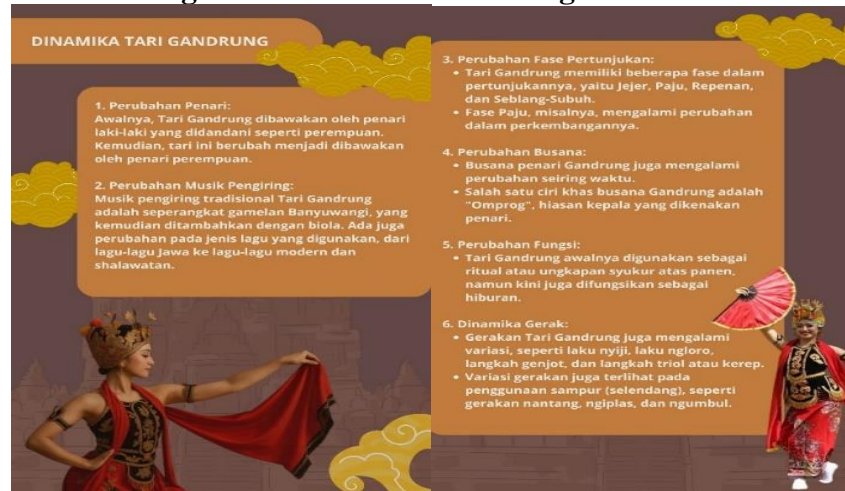 DINAMIKA TARI GANDRUNG
1. Perubahan Penari:
Awalnya, Tari Gandrung dibawakan oleh penari
laki-laki yang didandani seperti perempuan.
Kemudian, tari ini berubah menjadi dibawakan
oleh penari perempuan.
2. Perubahan Musik Pengiring:
Musik pengiring tradisional Tari Gandrung
adalah seperangkat gamelan Banyuwangi, yang
kemudian ditambahkan dengan biola. Ada juga
perubahan pada jenis lagu yang digunakan, dari
lagu-lagu Jawa ke lagu-lagu modern dan
shalawatan.
3. Perubahan Fase Pertunjukan:
• Tari Gandrung memiliki beberapa fase dalam
pertunjukannya, yaitu Jejer, Paju, Repenan,
dan Seblang-Subuh.
• Fase Paju, misalnya, mengalami perubahan
dalam perkembangannya.
4. Perubahan Busana:
• Busana penari Gandrung juga mengalami
perubahan seiring waktu.
• Salah satu ciri khas busana Gandrung adalah
"Omprog", hiasan kepala yang dikenakan
penari.
5. Perubahan Fungsi:
• Tari Gandrung awalnya digunakan sebagai
ritual atau ungkapan syukur atas panen,
namun kini juga difungsikan sebagai
hiburan.
6. Dinamika Gerak:
• Gerakan Tari Gandrung juga mengalami
variasi, seperti laku nyiji, laku ngloro,
langkah genjot, dan langkah triol atau kerep.
• Variasi gerakan juga terlihat pada
penggunaan sampur (selendang), seperti
gerakan nantang, ngiplas, dan ngumbul.